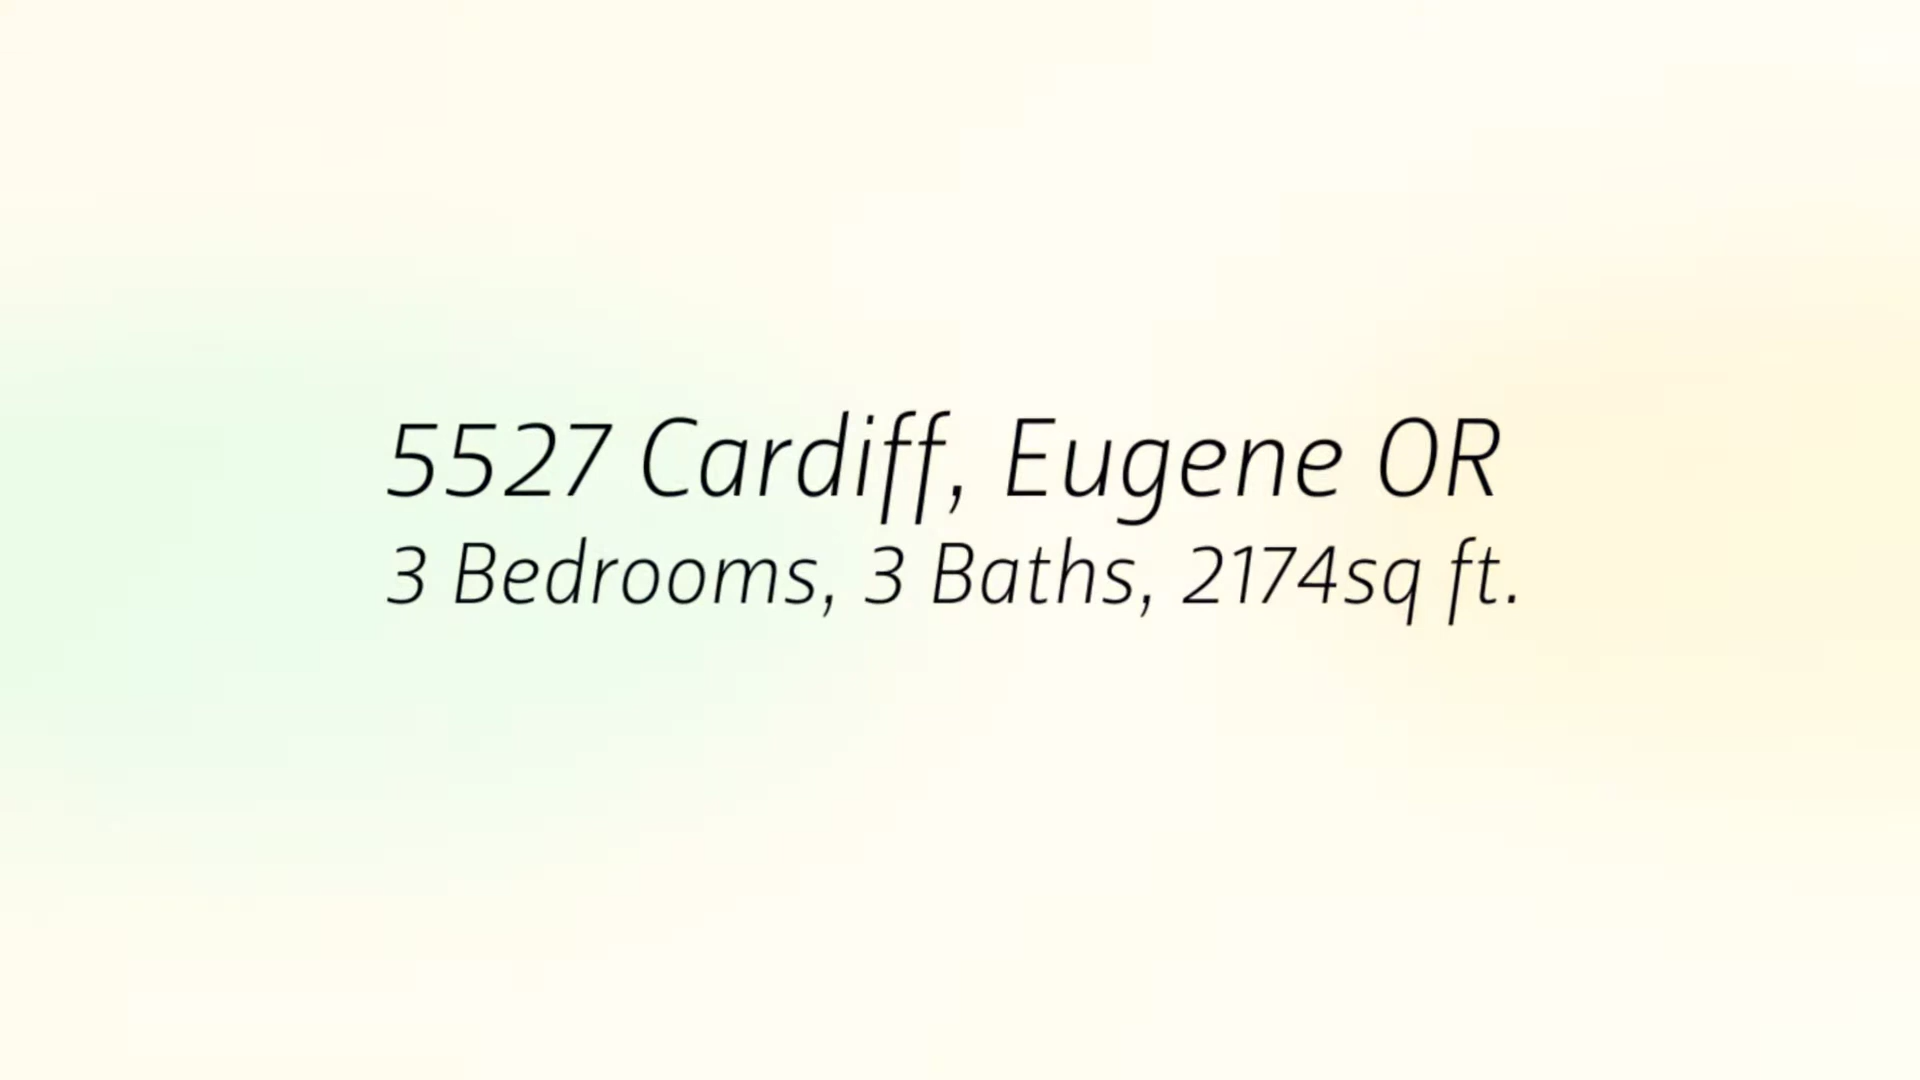 5527 Cardiff, Eugene OR
3 Bedrooms, 3 Baths, 2174sq ft.